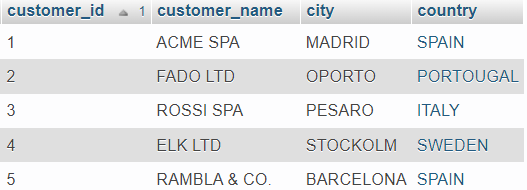 customer_id 1 customer_name city country
1 ACME SPA MADRID SPAIN
2 FADO LTD OPORTO PORTOUGAL
3 ROSSI SPA PESARO ITALY
4 ELK LTD STOCKOLM SWEDEN
5 RAMBLA & CO. BARCELONA SPAIN